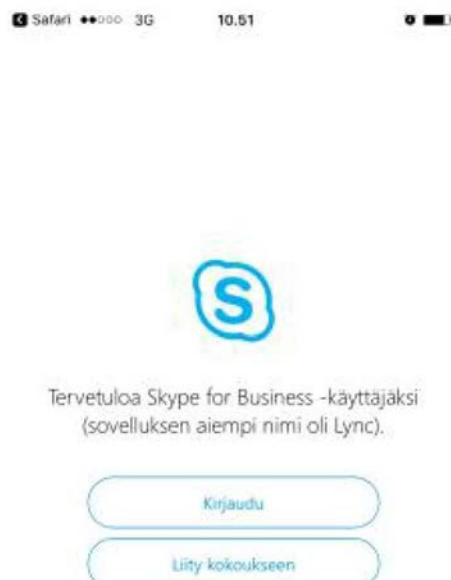 Safari 3G 10.51
S
Tervetuloa Skype for Business -käyttäjäksi
(sovelluksen aiempi nimi oli Lync).
Kirjaudu
Liity kokoukseen